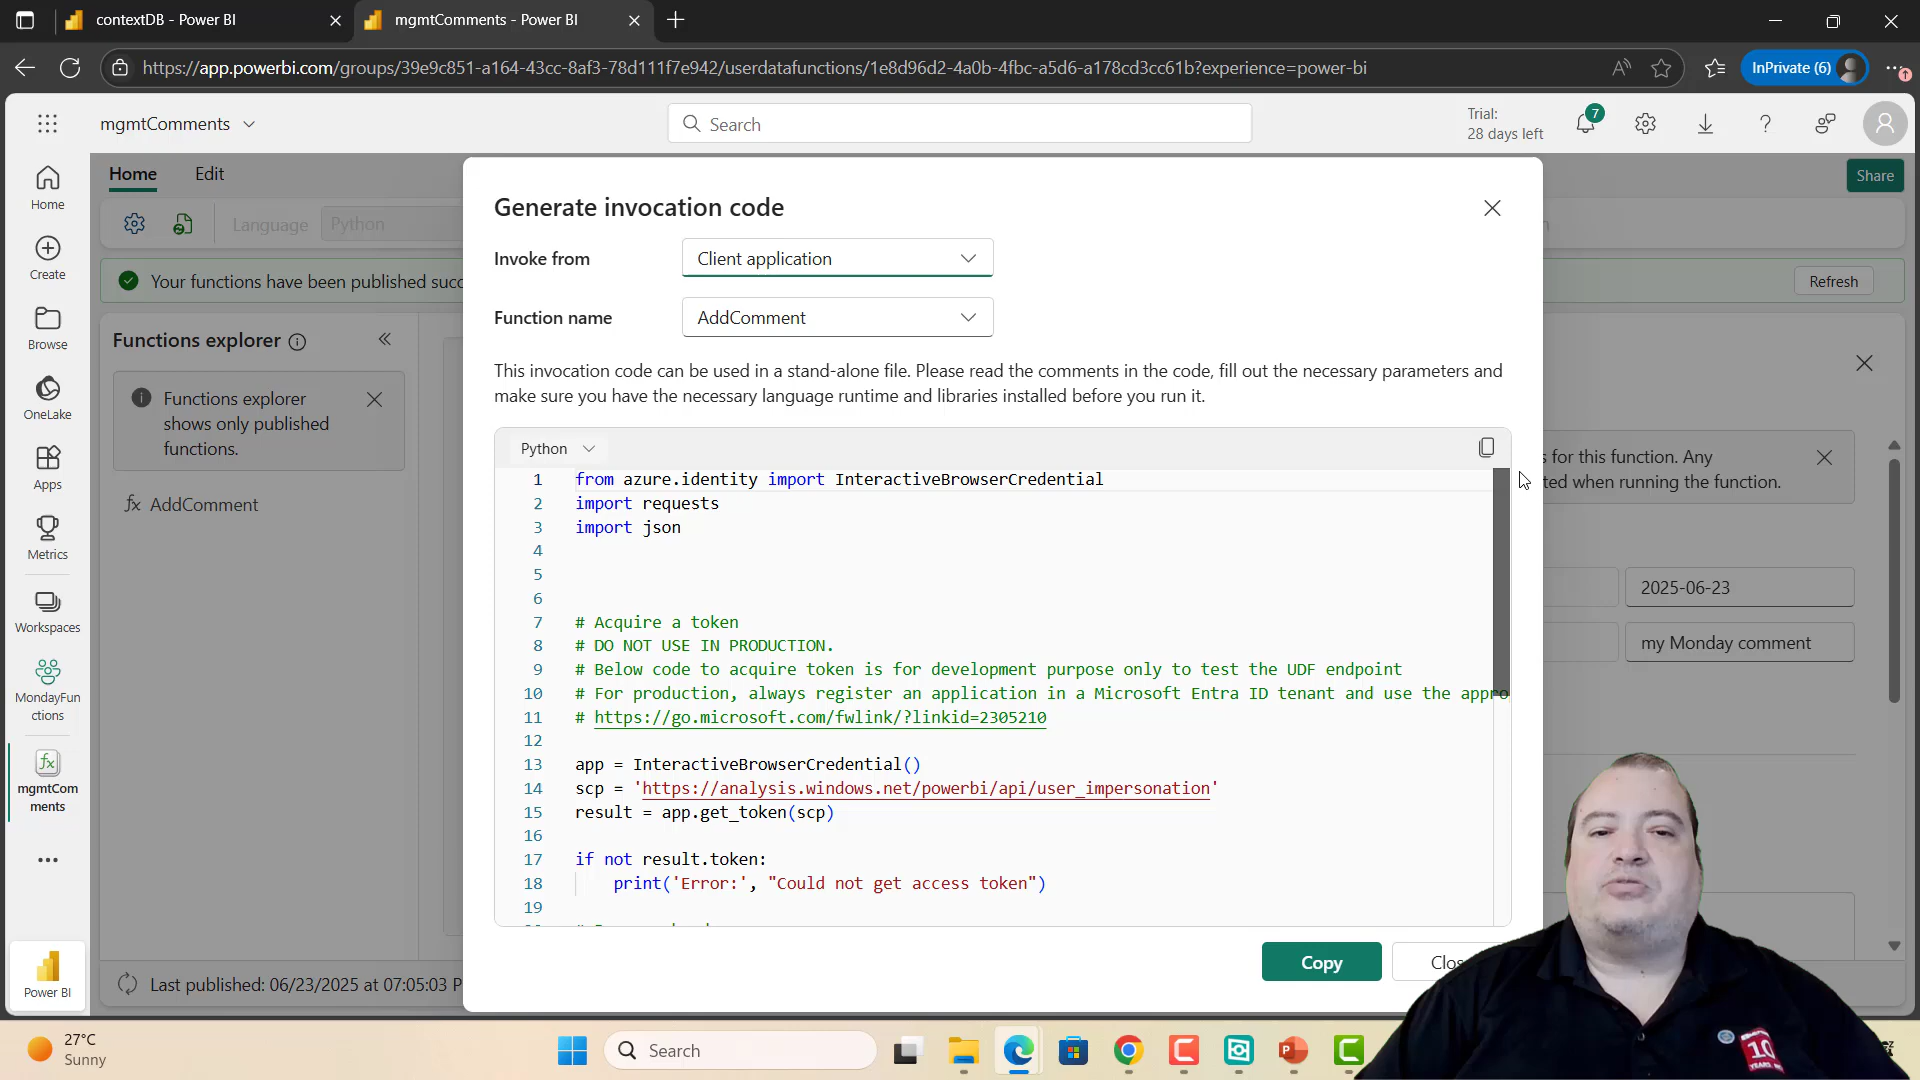 contextDB - Power BI
mgmtComments - Power BI
https://app.powerbi.com/groups/39e9c851-a164-43cc-8af3-78d111f7e942/userdatafunctions/1e8d96d2-4a0b-4fbc-a5d6-a178cd3cc61b?experience=power-bi
InPrivate (6)
mgmtComments
Search
Trial:
28 days left
7
Home
Edit
Share
Language
Python
Your functions have been published succ
Refresh
Home
Create
Browse
OneLake
Apps
Metrics
Workspaces
MondayFun
ctions
mgmtCom
ments
Power BI
Functions explorer
Functions explorer
shows only published
functions.
fx AddComment
Last published: 06/23/2025 at 07:05:03 P
Generate invocation code
Invoke from
Client application
Function name
AddComment
This invocation code can be used in a stand-alone file. Please read the comments in the code, fill out the necessary parameters and
make sure you have the necessary language runtime and libraries installed before you run it.
Python
1 from azure.identity import InteractiveBrowserCredential
2 import requests
3 import json
4
5
6
7 # Acquire a token
8 # DO NOT USE IN PRODUCTION.
9 # Below code to acquire token is for development purpose only to test the UDF endpoint
10 # For production, always register an application in a Microsoft Entra ID tenant and use the appro
11 # https://go.microsoft.com/fwlink/?linkid=2305210
12
13 app = InteractiveBrowserCredential()
14 scp = 'https://analysis.windows.net/powerbi/api/user_impersonation'
15 result = app.get_token(scp)
16
17 if not result.token:
18 print('Error:', "Could not get access token")
19
Copy
Clos
s for this function. Any
ted when running the function.
2025-06-23
my Monday comment
27°C
Sunny
Search
10